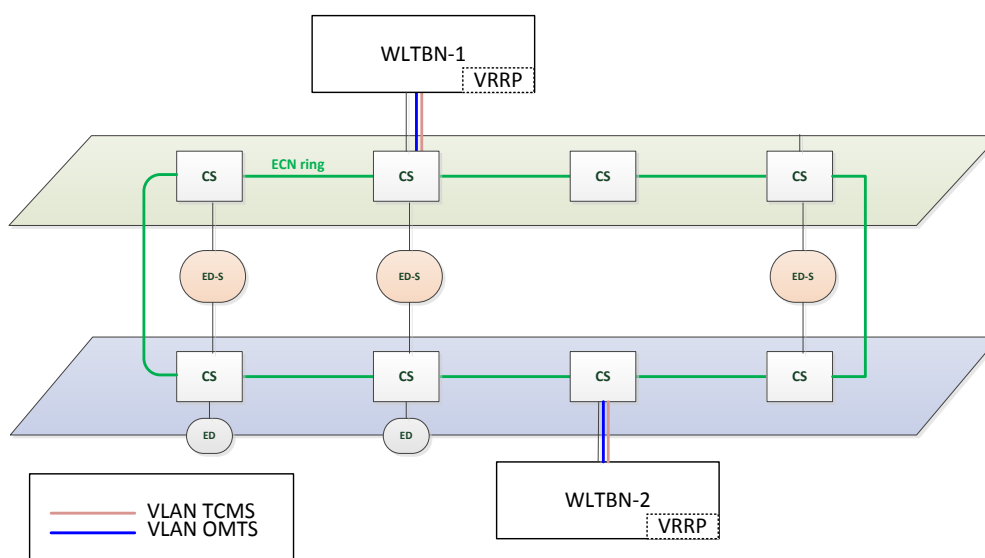 WLTBN-1
VRRP
ECN ring
CS
CS
CS
CS
ED-S
ED-S
ED-S
CS
CS
CS
CS
ED
ED
WLTBN-2
VRRP
VLAN TCMS
VLAN OMTS